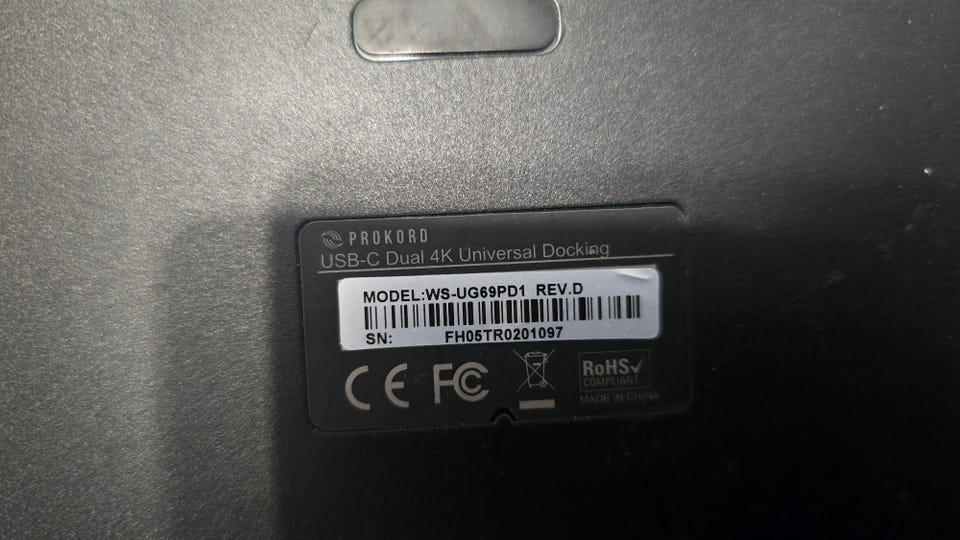 PROKORD
USB-C Dual 4K Universal Docking
MODEL:WS-UG69PD1 REV.D
SN: FH05TR0201097
CE FC
RoHS✓
COMPLIANT
MADE IN CHINA